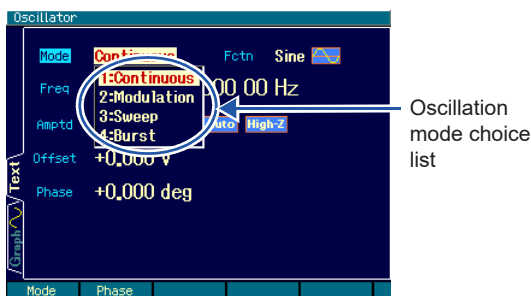 Oscillator
Mode Continuous Fctn Sine
1:Continuous
2:Modulation
3:Sweep
4:Burst
Freq 00,00 Hz
Amptd High-Z
Offset +0.000 V
Phase +0.000 deg
Text
Graph
Mode Phase
Oscillation
mode choice
list